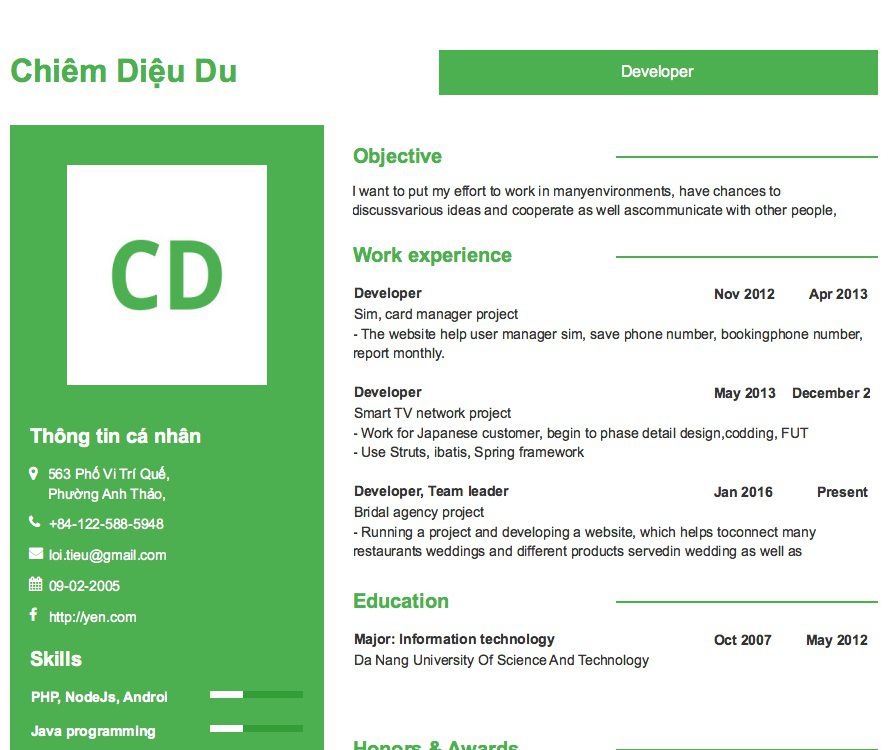 Chiêm Diệu Du
Developer
CD
Thông tin cá nhân
563 Phố Vi Trí Quế,
Phường Anh Thảo,
+84-122-588-5948
loi.tieu@gmail.com
09-02-2005
http://yen.com
Skills
PHP, NodeJs, Androi
Java programming
Objective
I want to put my effort to work in manyenvironments, have chances to
discussvarious ideas and cooperate as well ascommunicate with other people,
Work experience
Developer Nov 2012 Apr 2013
Sim, card manager project
- The website help user manager sim, save phone number, bookingphone number,
report monthly.
Developer May 2013 December 2
Smart TV network project
- Work for Japanese customer, begin to phase detail design,codding, FUT
- Use Struts, ibatis, Spring framework
Developer, Team leader Jan 2016 Present
Bridal agency project
- Running a project and developing a website, which helps toconnect many
restaurants weddings and different products servedin wedding as well as
Education
Major: Information technology Oct 2007 May 2012
Da Nang University Of Science And Technology
Honors & Awards